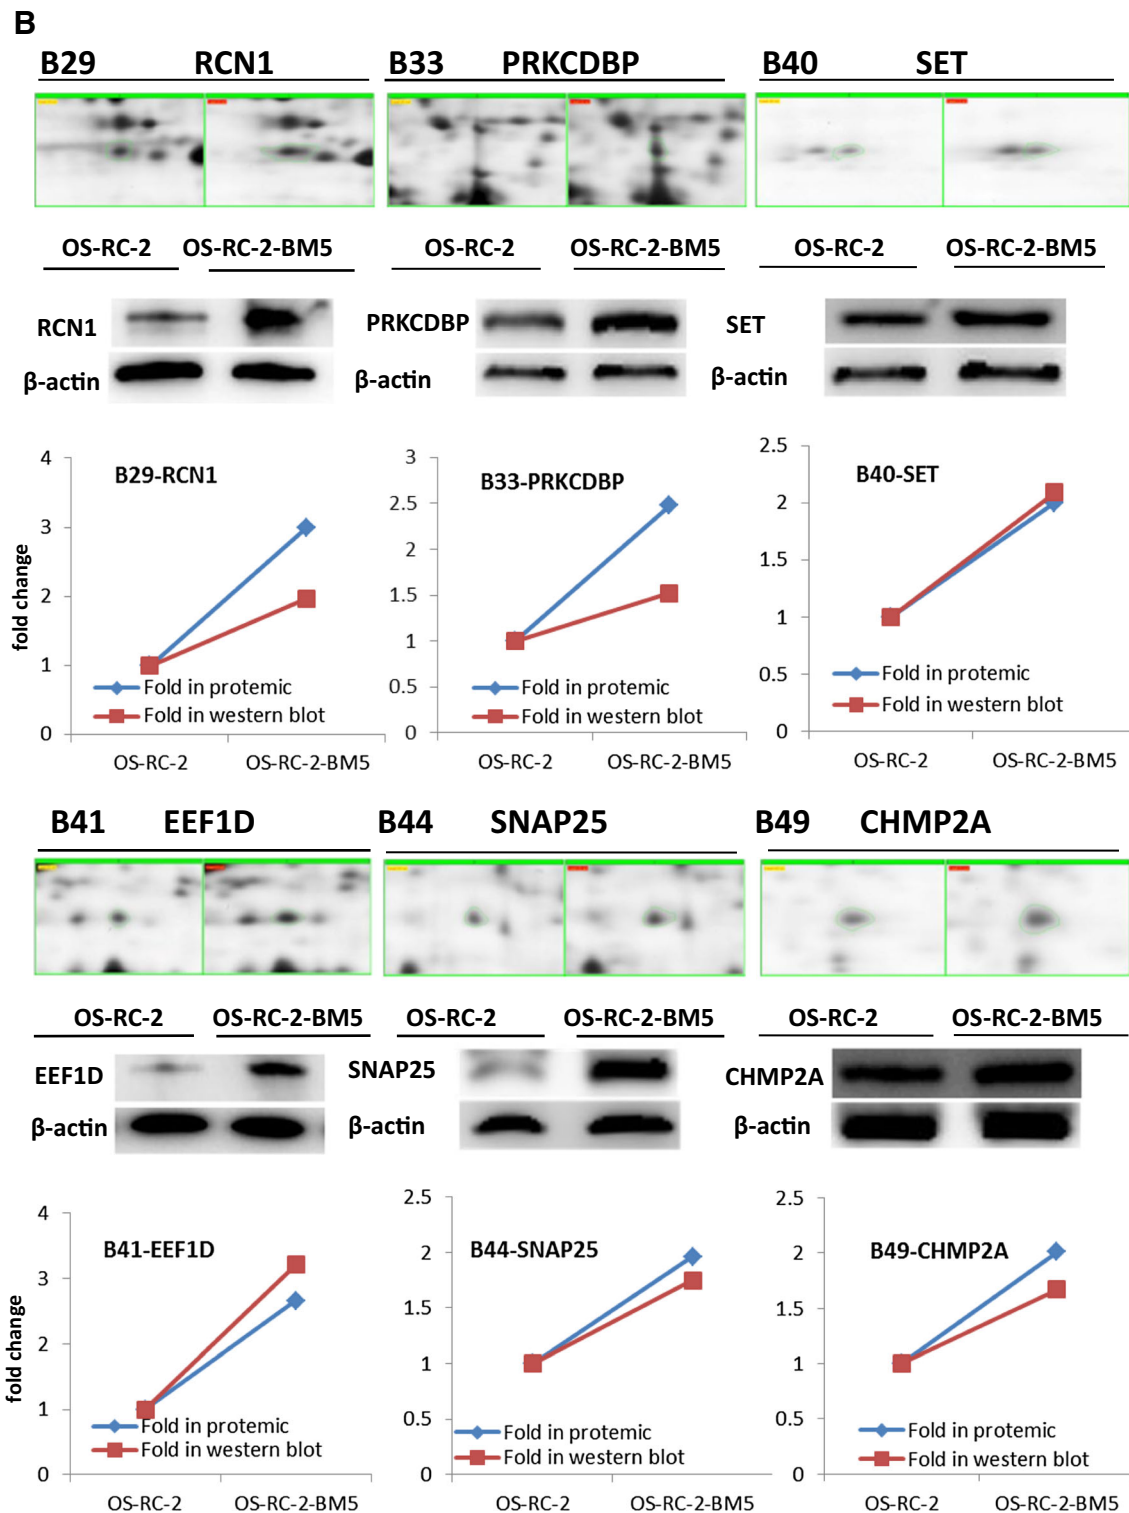 B
B29 RCN1 B33 PRKCDBP B40 SET
OS-RC-2 OS-RC-2-BM5 OS-RC-2 OS-RC-2-BM5 OS-RC-2 OS-RC-2-BM5
RCN1 PRKCDBP SET
β-actin β-actin β-actin
fold change
4
3
2
1
0
B29-RCN1
Fold in protemic
Fold in western blot
OS-RC-2 OS-RC-2-BM5
3
2.5
2
1.5
1
0.5
0
B33-PRKCDBP
Fold in protemic
Fold in western blot
OS-RC-2 OS-RC-2-BM5
2.5
2
1.5
1
0.5
0
B40-SET
Fold in protemic
Fold in western blot
OS-RC-2 OS-RC-2-BM5
B41 EEF1D B44 SNAP25 B49 CHMP2A
OS-RC-2 OS-RC-2-BM5 OS-RC-2 OS-RC-2-BM5 OS-RC-2 OS-RC-2-BM5
EEF1D SNAP25 CHMP2A
β-actin β-actin β-actin
fold change
4
3
2
1
0
B41-EEF1D
Fold in protemic
Fold in western blot
OS-RC-2 OS-RC-2-BM5
2.5
2
1.5
1
0.5
0
B44-SNAP25
Fold in protemic
Fold in western blot
OS-RC-2 OS-RC-2-BM5
2.5
2
1.5
1
0.5
0
B49-CHMP2A
Fold in protemic
Fold in western blot
OS-RC-2 OS-RC-2-BM5